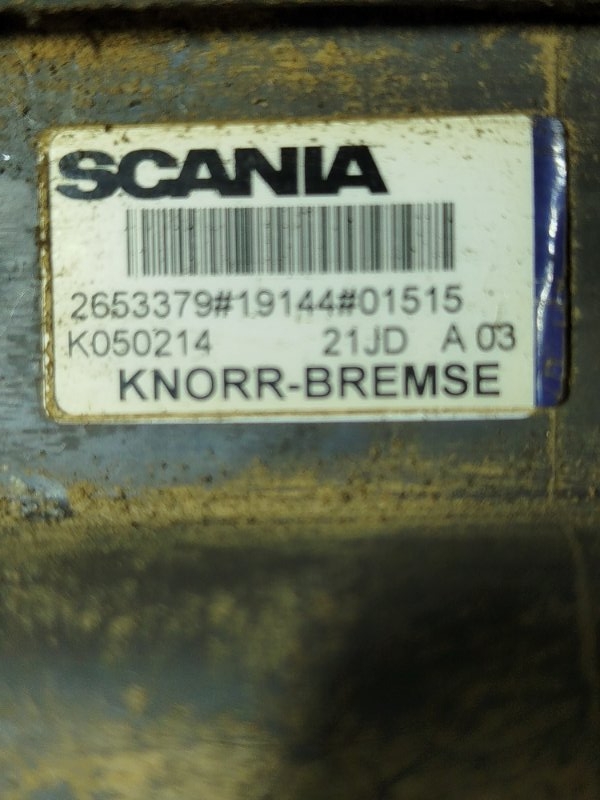 SCANIA
2653379#19144#01515
K050214 21JD A 03
KNORR-BREMSE